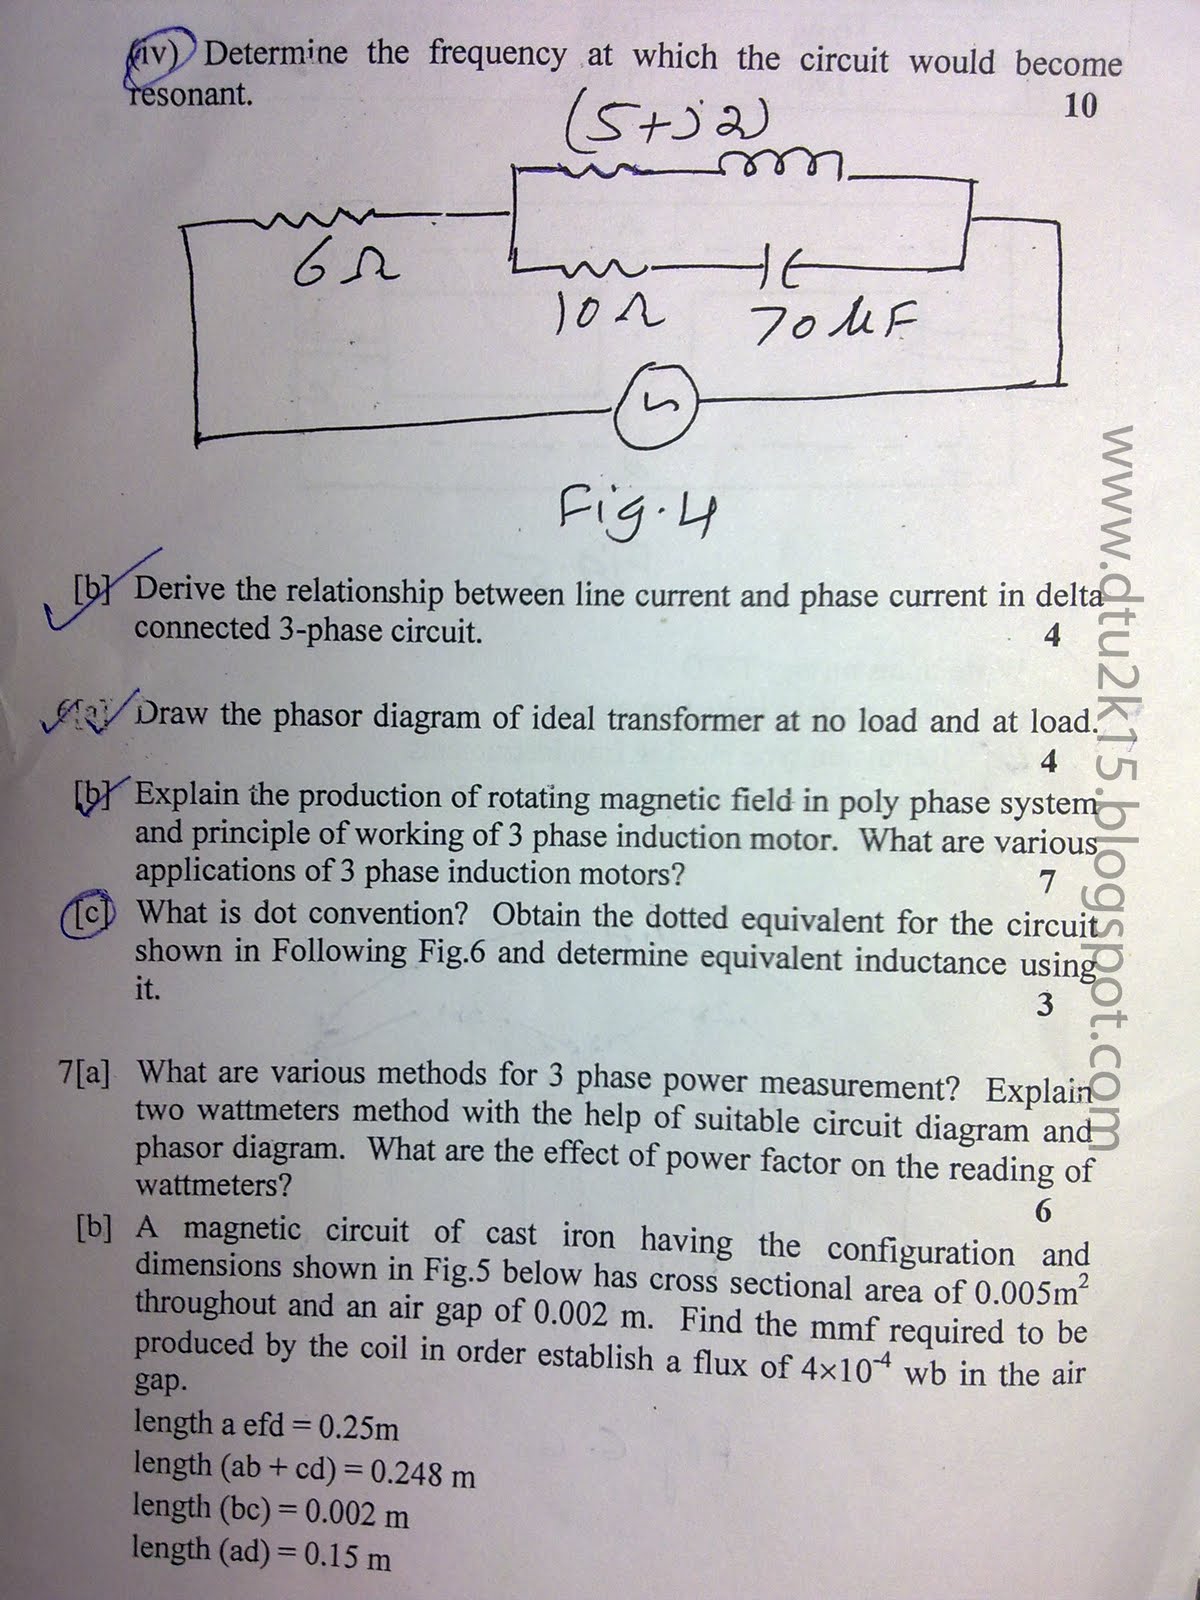 (iv) Determine the frequency at which the circuit would become
resonant. 10
(5+j2)
6Ω
10Ω 70μF
Fig.4
[b] Derive the relationship between line current and phase current in delta
connected 3-phase circuit. 4
6[a] Draw the phasor diagram of ideal transformer at no load and at load.
4
[b] Explain the production of rotating magnetic field in poly phase system
and principle of working of 3 phase induction motor. What are various
applications of 3 phase induction motors? 7
[c] What is dot convention? Obtain the dotted equivalent for the circuit
shown in Following Fig.6 and determine equivalent inductance using
it. 3
7[a] What are various methods for 3 phase power measurement? Explain
two wattmeters method with the help of suitable circuit diagram and
phasor diagram. What are the effect of power factor on the reading of
wattmeters? 6
[b] A magnetic circuit of cast iron having the configuration and
dimensions shown in Fig.5 below has cross sectional area of 0.005m²
throughout and an air gap of 0.002 m. Find the mmf required to be
produced by the coil in order establish a flux of 4×10⁻⁴ wb in the air
gap.
length a efd = 0.25m
length (ab + cd) = 0.248 m
length (bc) = 0.002 m
length (ad) = 0.15 m
www.dtu2k15.blogspot.com